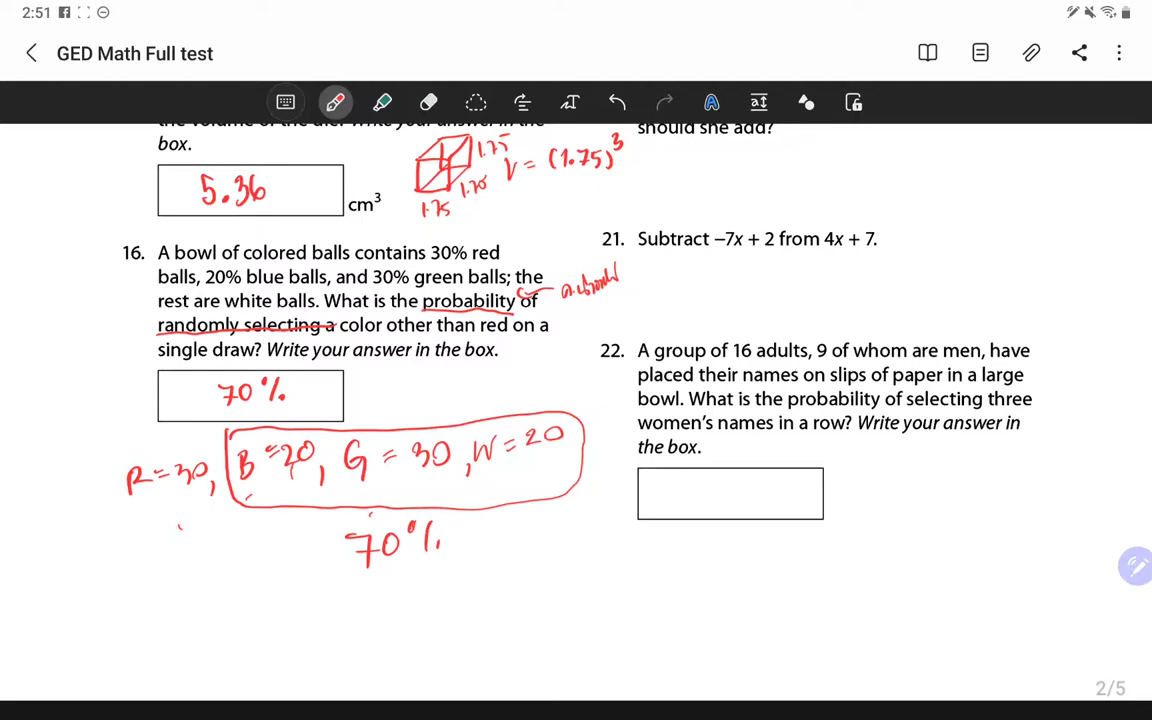 2:51
GED Math Full test
box.
should she add?
1.75
1.75
1.75
V = (1.75)³
5.36
cm³
16. A bowl of colored balls contains 30% red
balls, 20% blue balls, and 30% green balls; the
rest are white balls. What is the probability of
randomly selecting a color other than red on a
single draw? Write your answer in the box.
70%
R = 30, B = 20, G = 30, W = 20
70%
21. Subtract −7x + 2 from 4x + 7.
22. A group of 16 adults, 9 of whom are men, have
placed their names on slips of paper in a large
bowl. What is the probability of selecting three
women's names in a row? Write your answer in
the box.
2/5